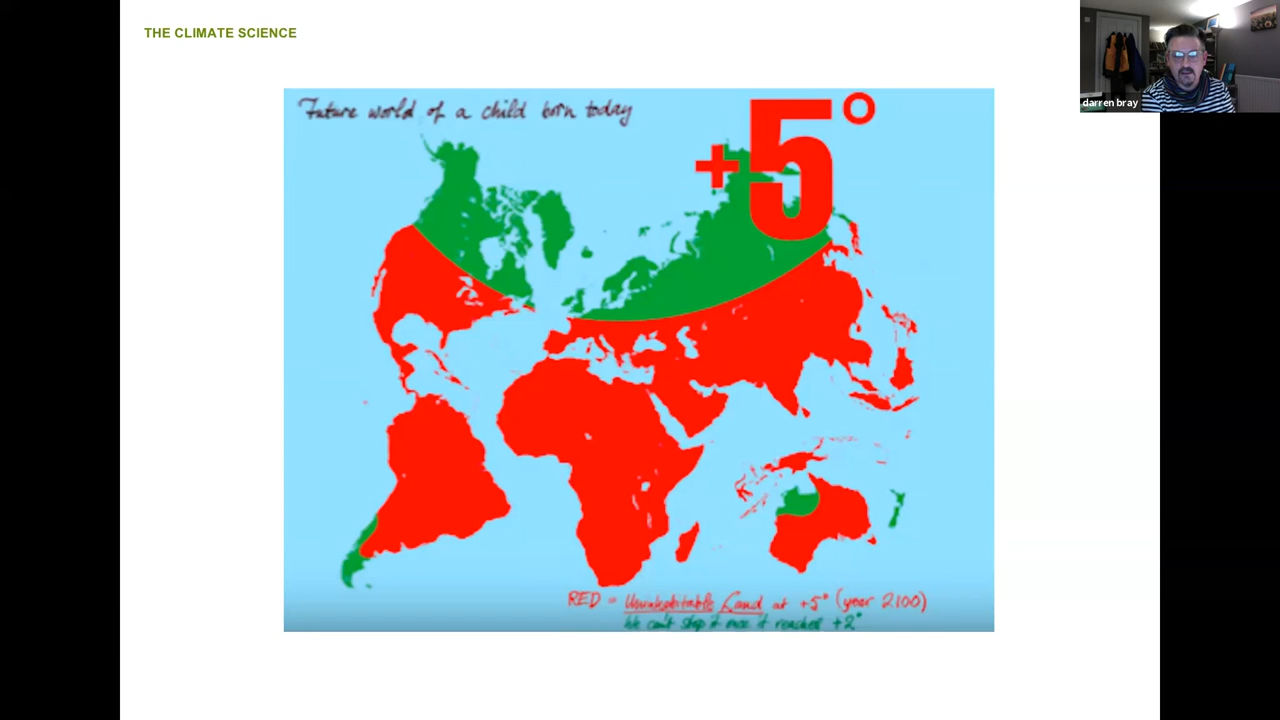 THE CLIMATE SCIENCE
darren bray
Future world of a child born today
+5°
RED = Uninhabitable Land at +5° (year 2100)
We can't stop it once it reaches +2°